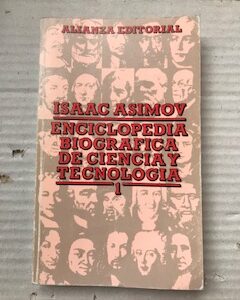 ALIANZA EDITORIAL
ISAAC ASIMOV
ENCICLOPEDIA
BIOGRAFICA
DE CIENCIA Y
TECNOLOGIA
1